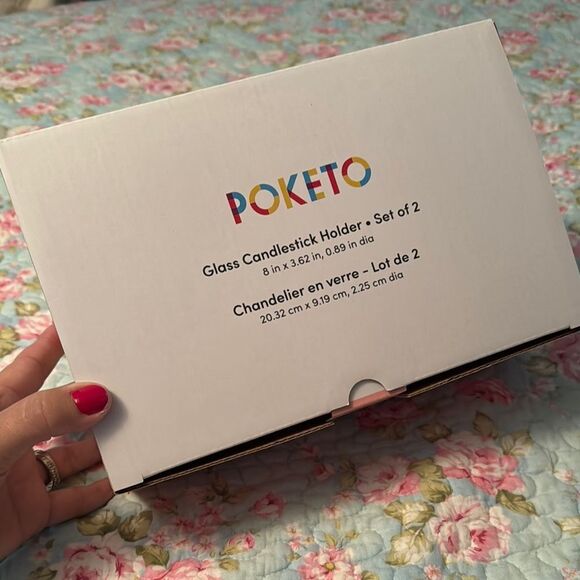 POKETO
Glass Candlestick Holder • Set of 2
8 in x 3.62 in, 0.89 in dia
Chandelier en verre – Lot de 2
20.32 cm x 9.19 cm, 2.25 cm dia